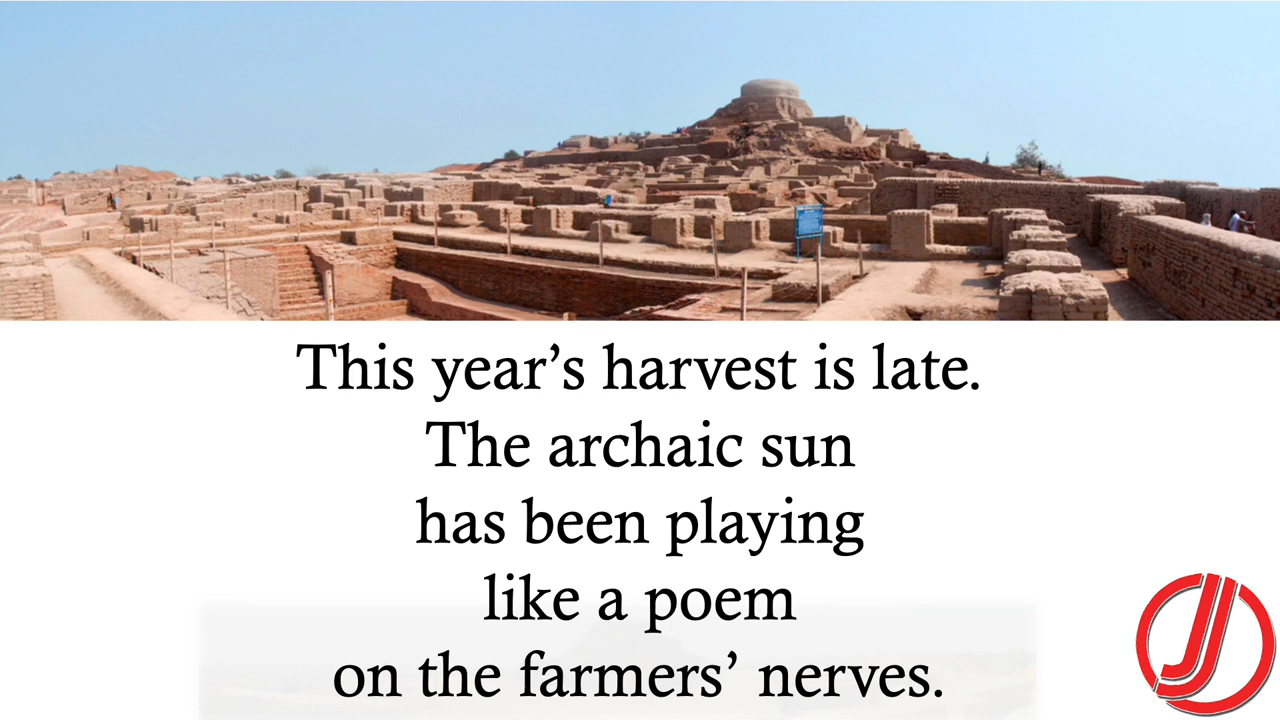 This year’s harvest is late.
The archaic sun
has been playing
like a poem
on the farmers’ nerves.